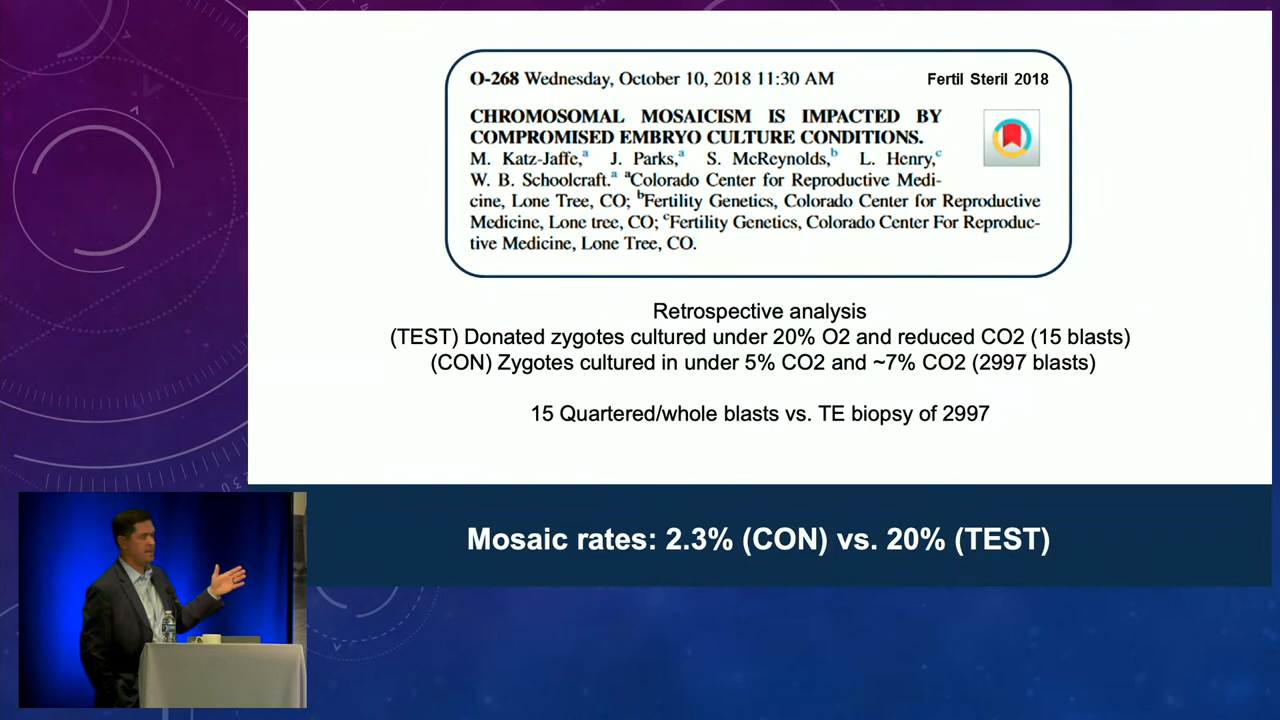 O-268 Wednesday, October 10, 2018 11:30 AM
Fertil Steril 2018
CHROMOSOMAL MOSAICISM IS IMPACTED BY
COMPROMISED EMBRYO CULTURE CONDITIONS.
M. Katz-Jaffe,ᵃ J. Parks,ᵃ S. McReynolds,ᵇ L. Henry,ᶜ
W. B. Schoolcraft.ᵃ ᵃColorado Center for Reproductive Medi-
cine, Lone Tree, CO; ᵇFertility Genetics, Colorado Center for Reproductive
Medicine, Lone tree, CO; ᶜFertility Genetics, Colorado Center For Reproduc-
tive Medicine, Lone Tree, CO.
Retrospective analysis
(TEST) Donated zygotes cultured under 20% O2 and reduced CO2 (15 blasts)
(CON) Zygotes cultured in under 5% CO2 and ~7% CO2 (2997 blasts)
15 Quartered/whole blasts vs. TE biopsy of 2997
Mosaic rates: 2.3% (CON) vs. 20% (TEST)